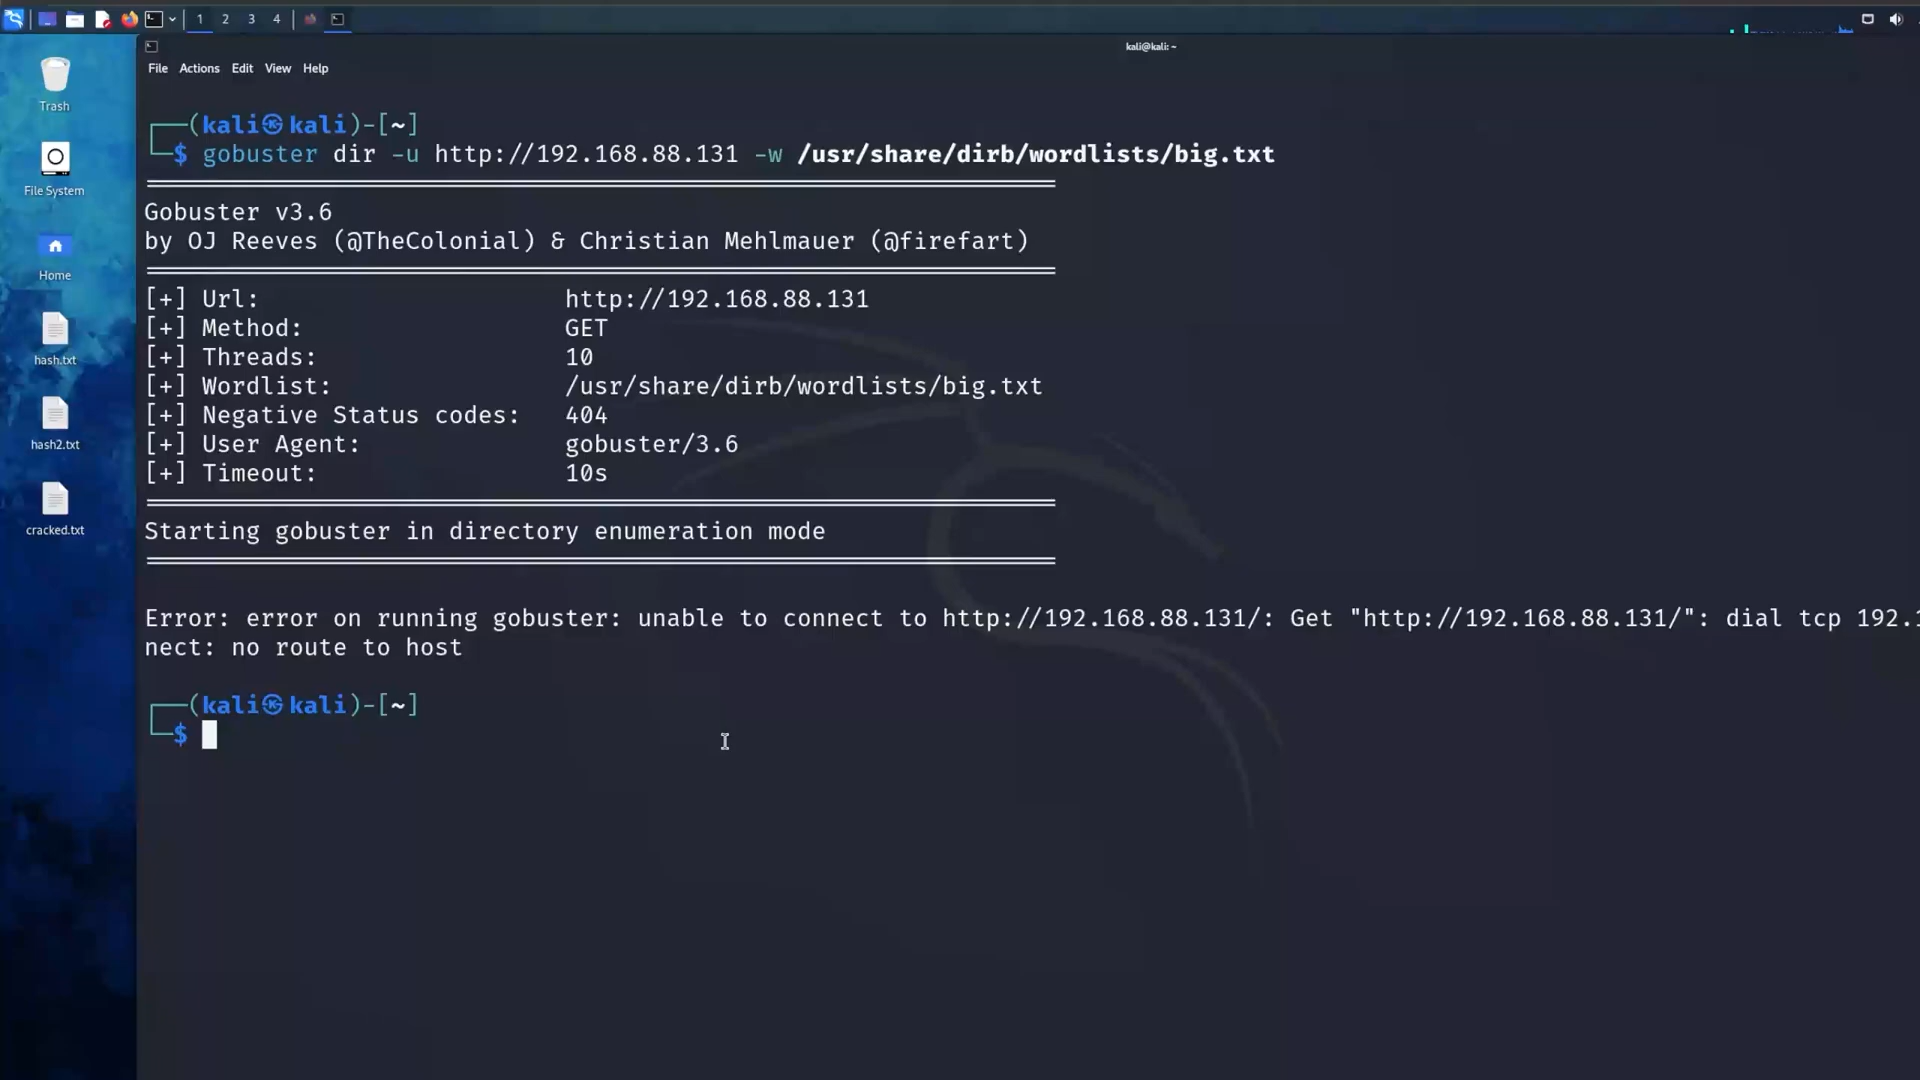 1 2 3 4
kali@kali: ~
File Actions Edit View Help
Trash
File System
Home
hash.txt
hash2.txt
cracked.txt
(kali㉿kali)-[~]
$ gobuster dir -u http://192.168.88.131 -w /usr/share/dirb/wordlists/big.txt
Gobuster v3.6
by OJ Reeves (@TheColonial) & Christian Mehlmauer (@firefart)
[+] Url: http://192.168.88.131
[+] Method: GET
[+] Threads: 10
[+] Wordlist: /usr/share/dirb/wordlists/big.txt
[+] Negative Status codes: 404
[+] User Agent: gobuster/3.6
[+] Timeout: 10s
Starting gobuster in directory enumeration mode
Error: error on running gobuster: unable to connect to http://192.168.88.131/: Get "http://192.168.88.131/": dial tcp 192.
nect: no route to host
(kali㉿kali)-[~]
$